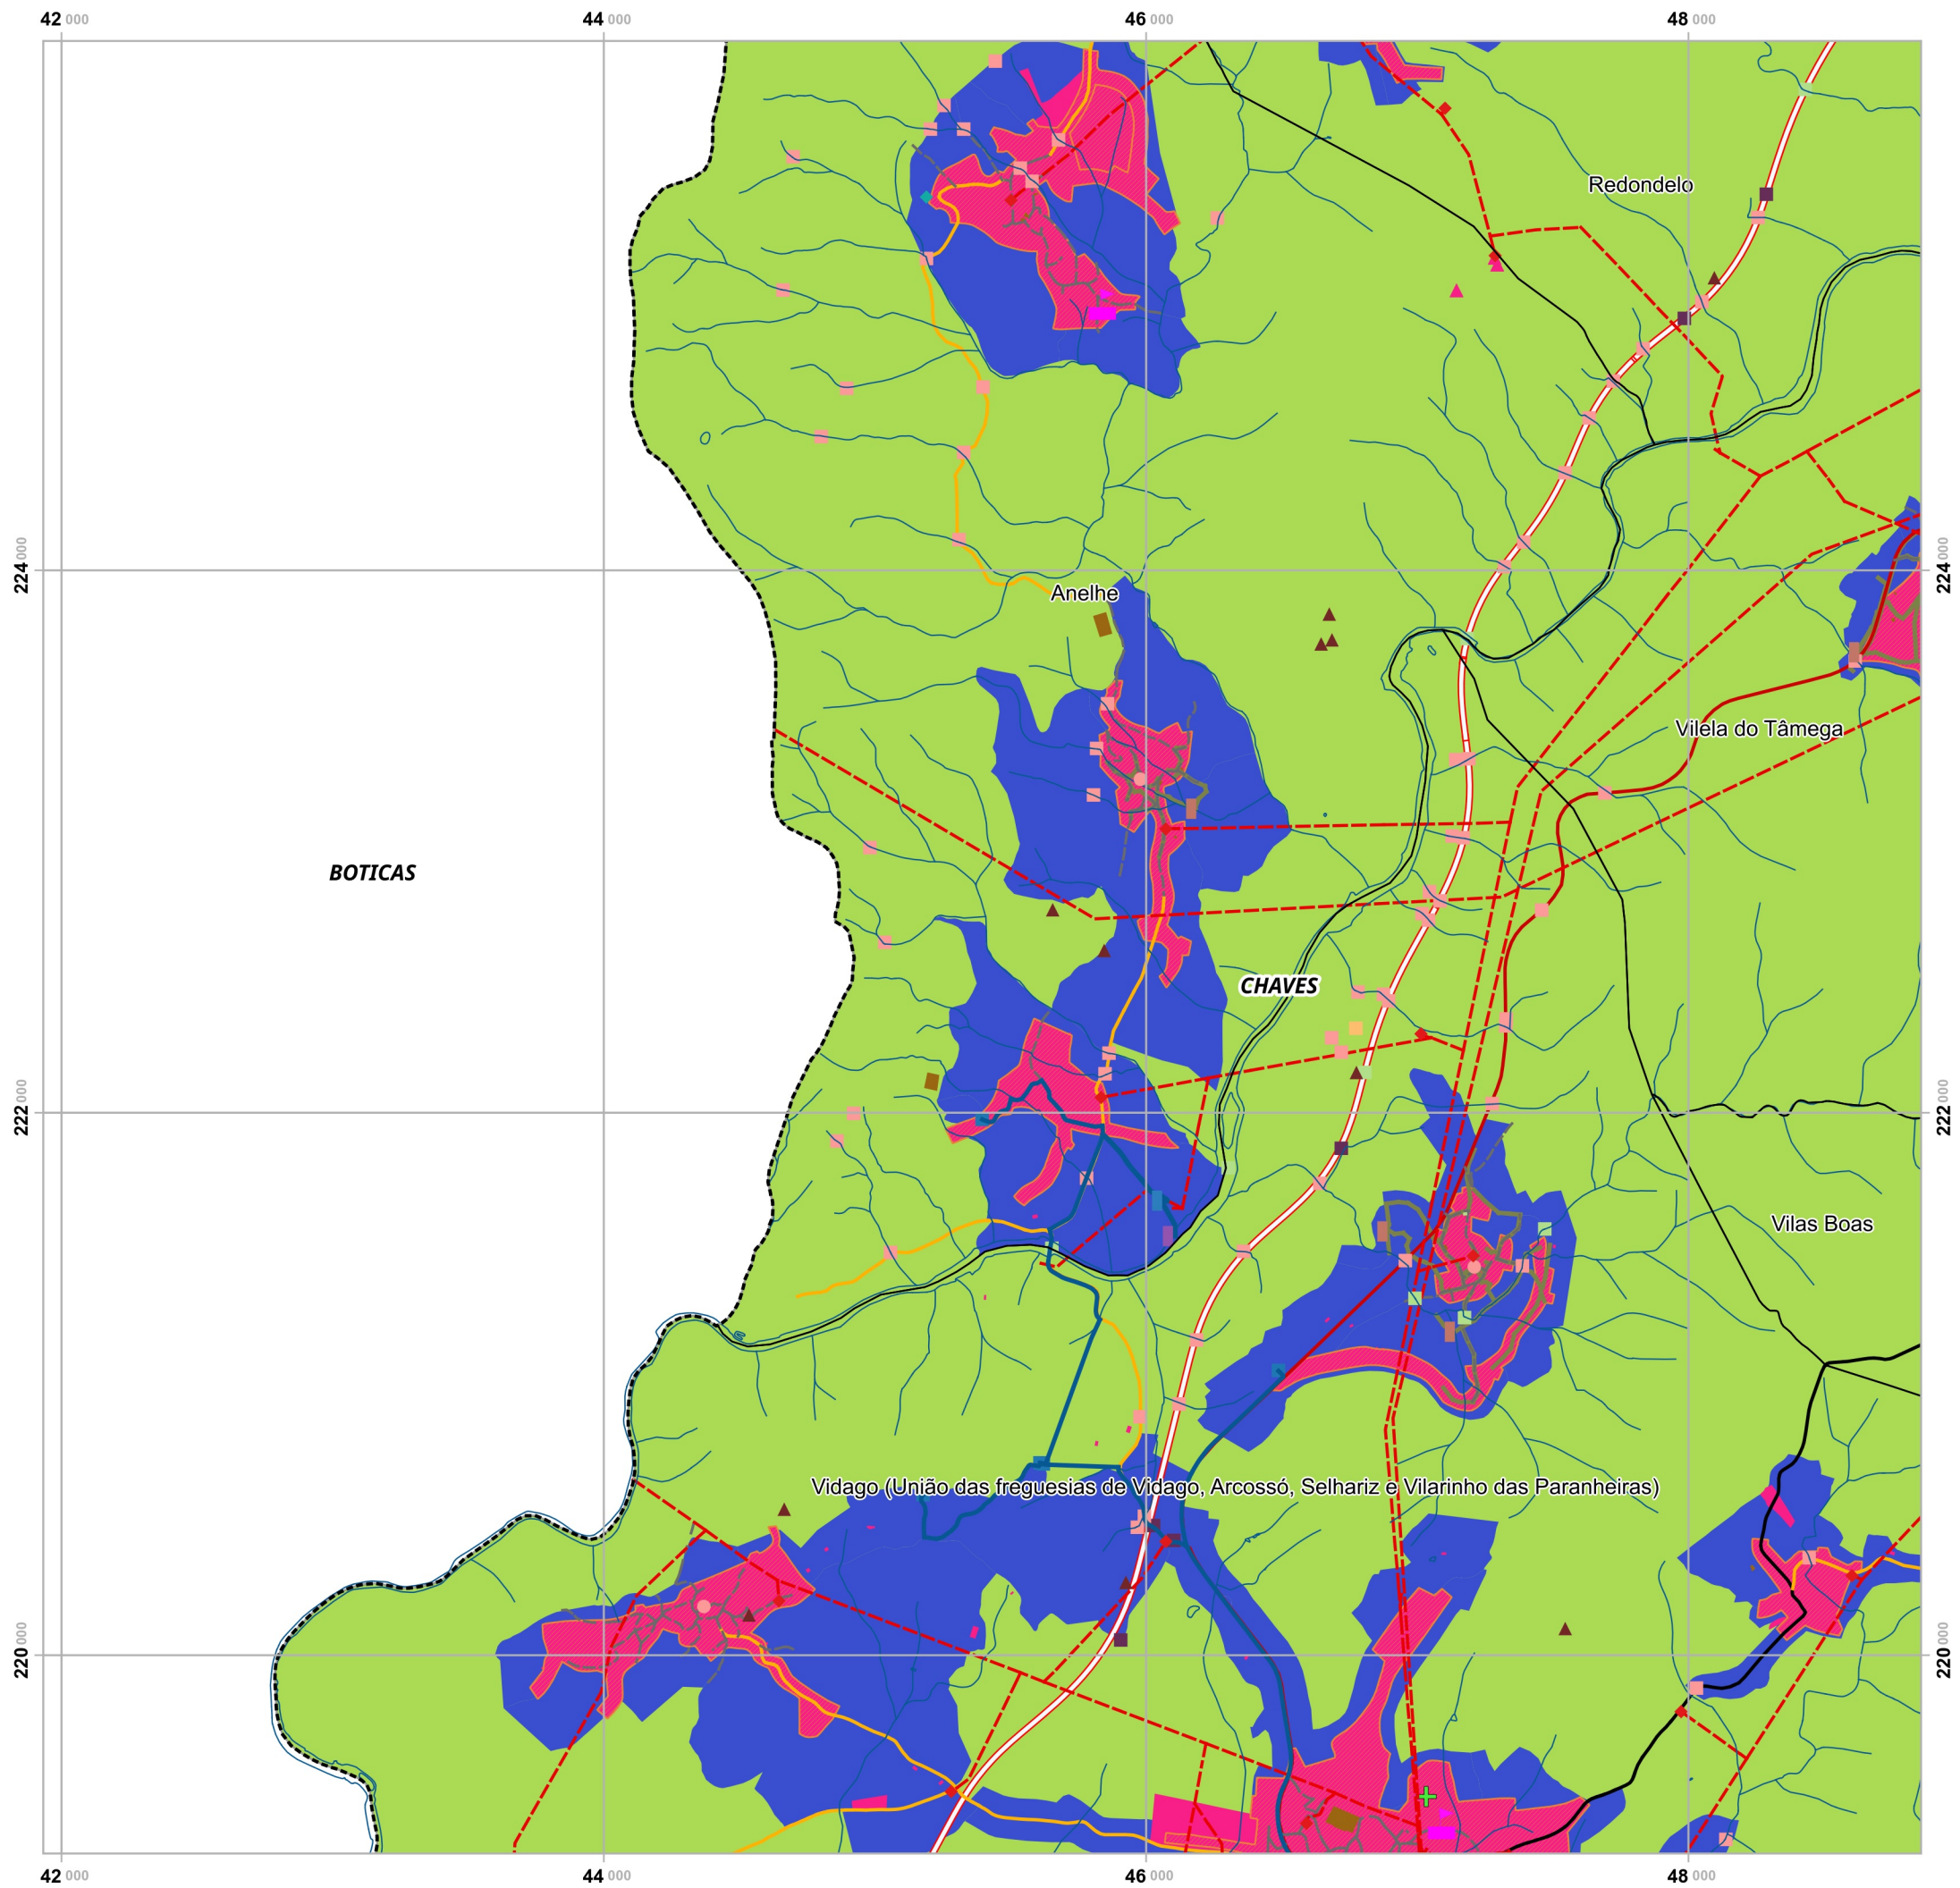 42 000 44 000 46 000 48 000
Redondelo
224 000 224 000
Anelhe
Vilela do Tâmega
BOTICAS
CHAVES
222 000 222 000
Vilas Boas
Vidago (União das freguesias de Vidago, Arcossó, Selhariz e Vilarinho das Paranheiras)
220 000 220 000
42 000 44 000 46 000 48 000